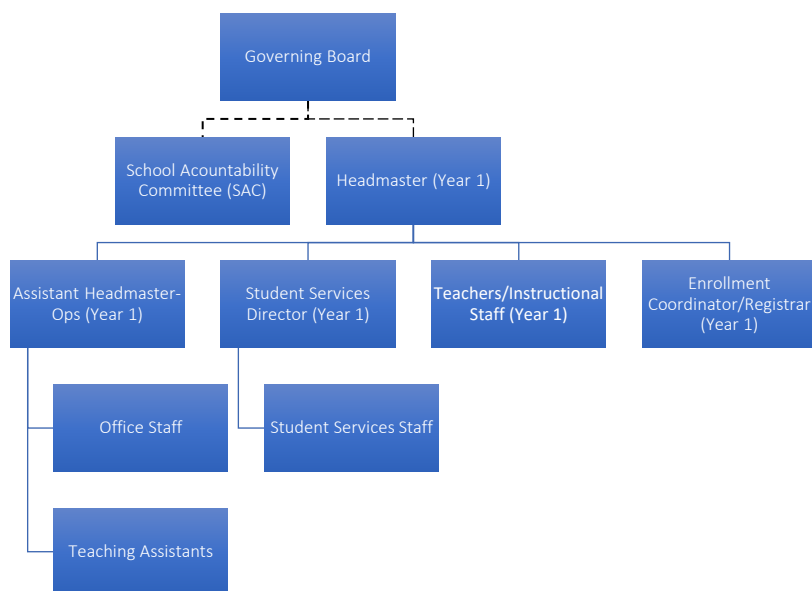 Governing Board
School Acountability
Committee (SAC)
Headmaster (Year 1)
Assistant Headmaster-
Ops (Year 1)
Student Services
Director (Year 1)
Teachers/Instructional
Staff (Year 1)
Enrollment
Coordinator/Registrar
(Year 1)
Office Staff
Student Services Staff
Teaching Assistants